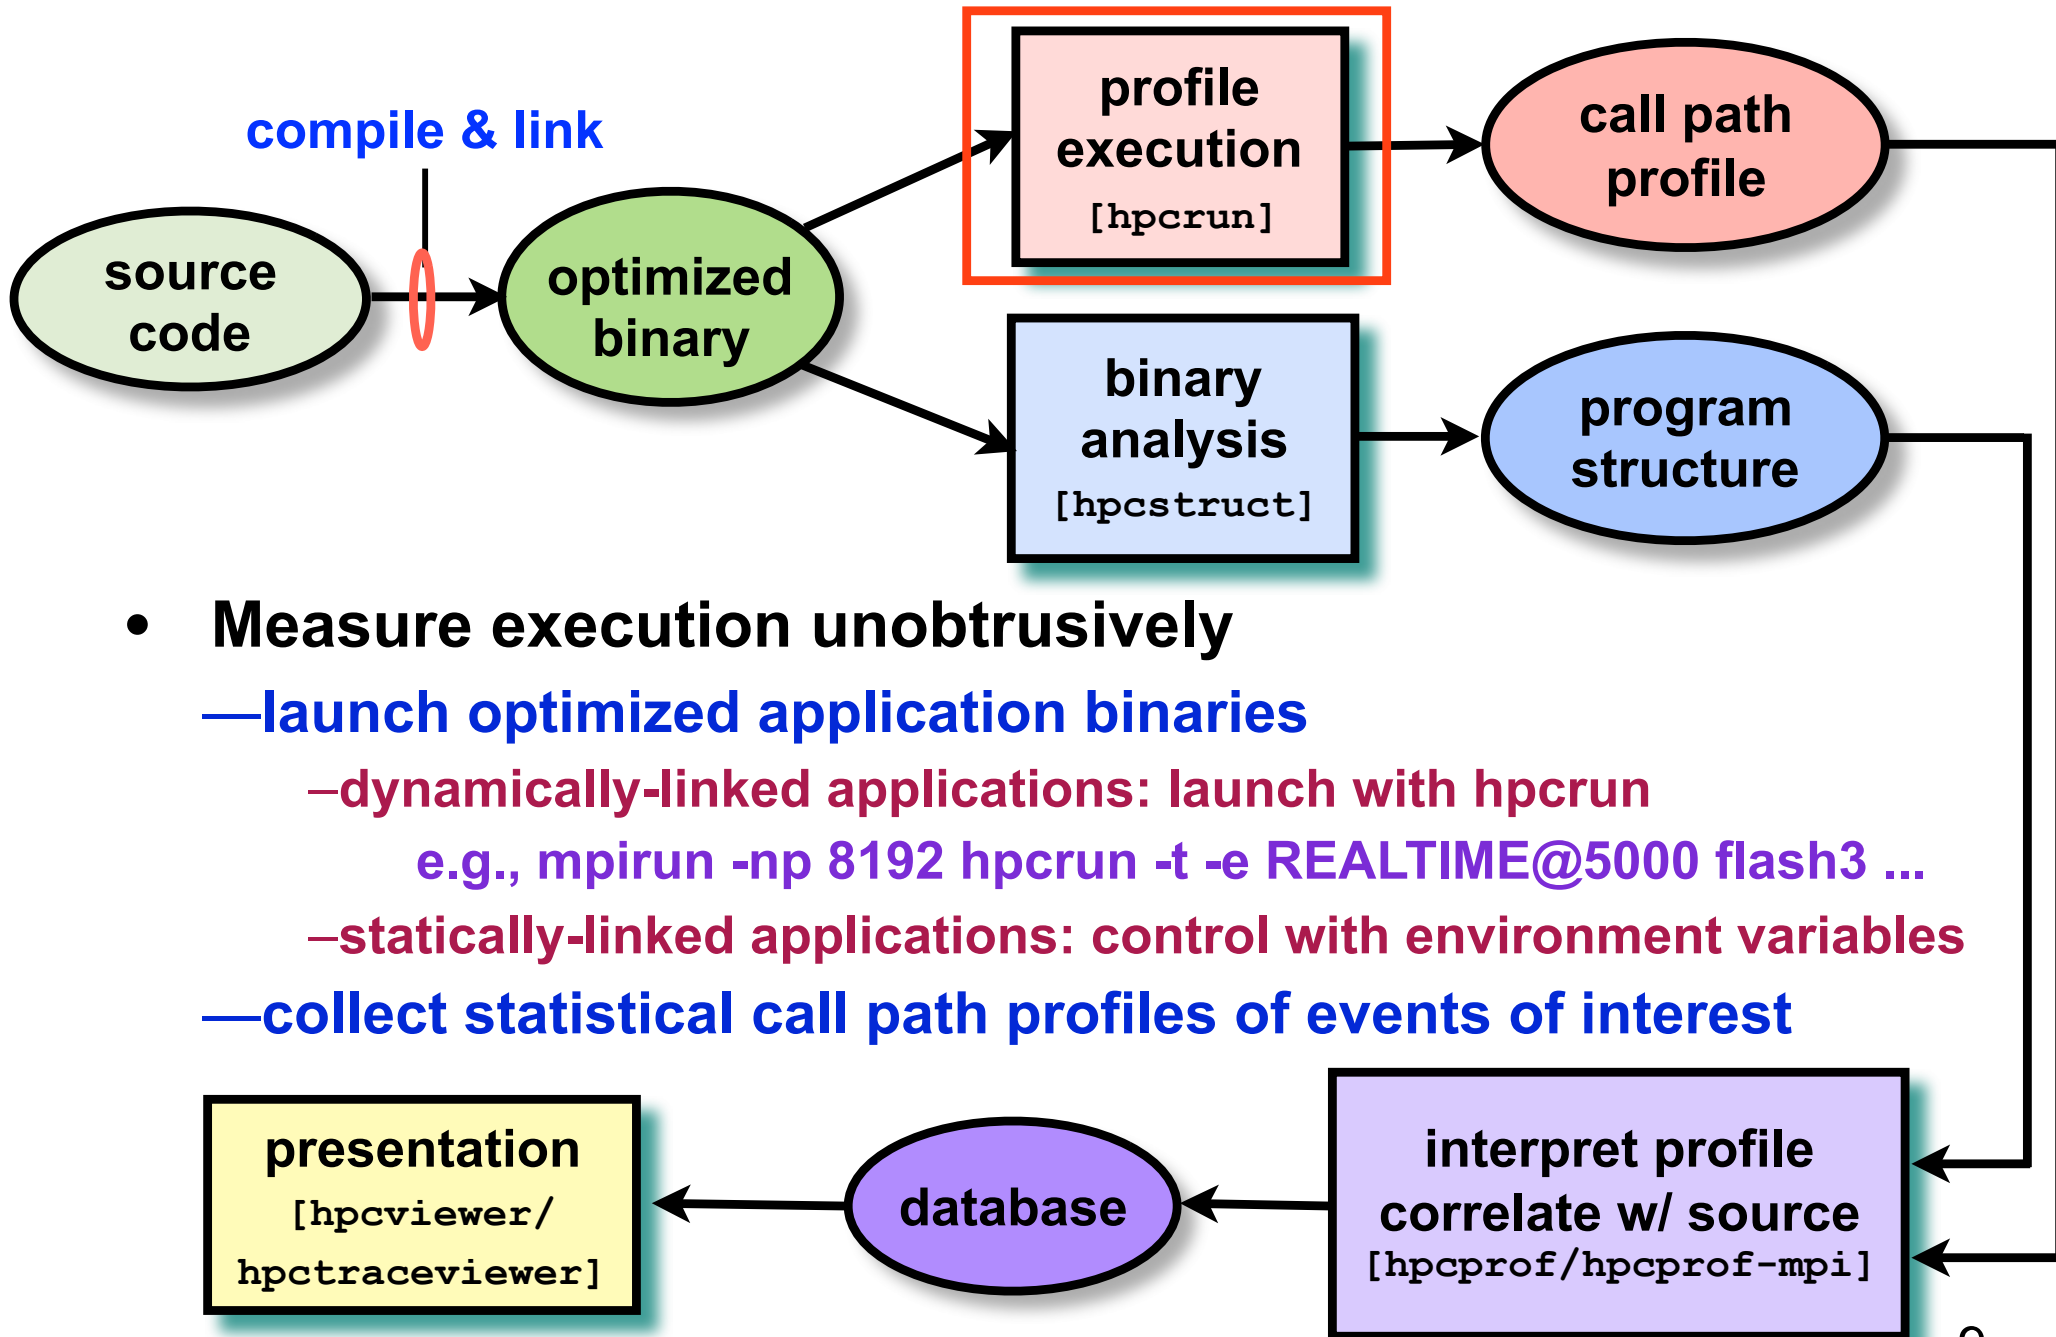 compile & link
source
code
optimized
binary
profile
execution
[hpcrun]
call path
profile
binary
analysis
[hpcstruct]
program
structure
• Measure execution unobtrusively
—launch optimized application binaries
–dynamically-linked applications: launch with hpcrun
e.g., mpirun -np 8192 hpcrun -t -e REALTIME@5000 flash3 ...
–statically-linked applications: control with environment variables
—collect statistical call path profiles of events of interest
presentation
[hpcviewer/
hpctraceviewer]
database
interpret profile
correlate w/ source
[hpcprof/hpcprof-mpi]